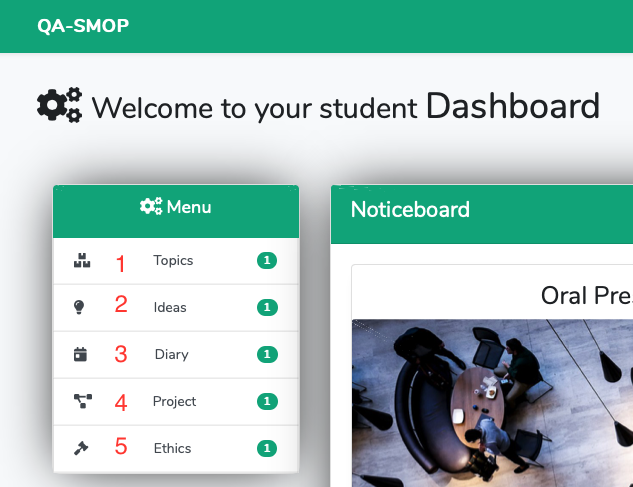 QA-SMOP
Welcome to your student Dashboard
Menu
1 Topics 1
2 Ideas 1
3 Diary 1
4 Project 1
5 Ethics 1
Noticeboard
Oral Pre